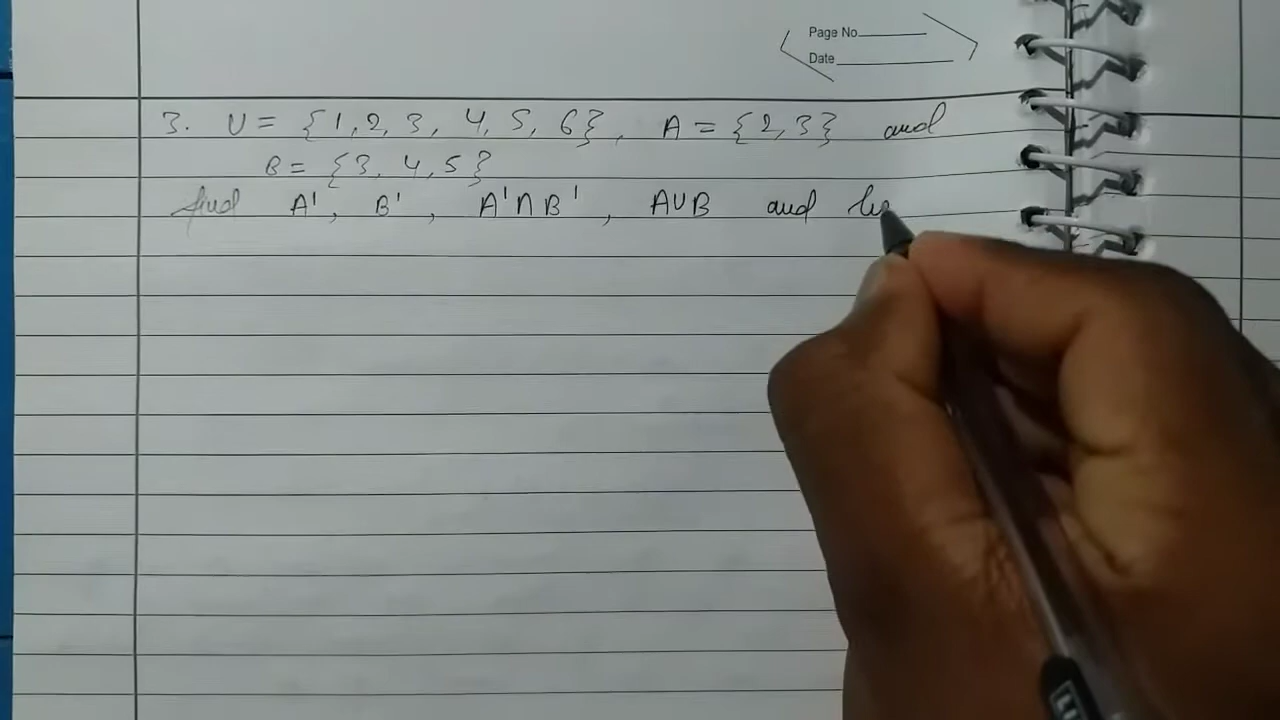 Page No
Date
3. U = {1, 2, 3, 4, 5, 6}, A = {2, 3} and
B = {3, 4, 5}
find A', B', A'∩B', A∪B and